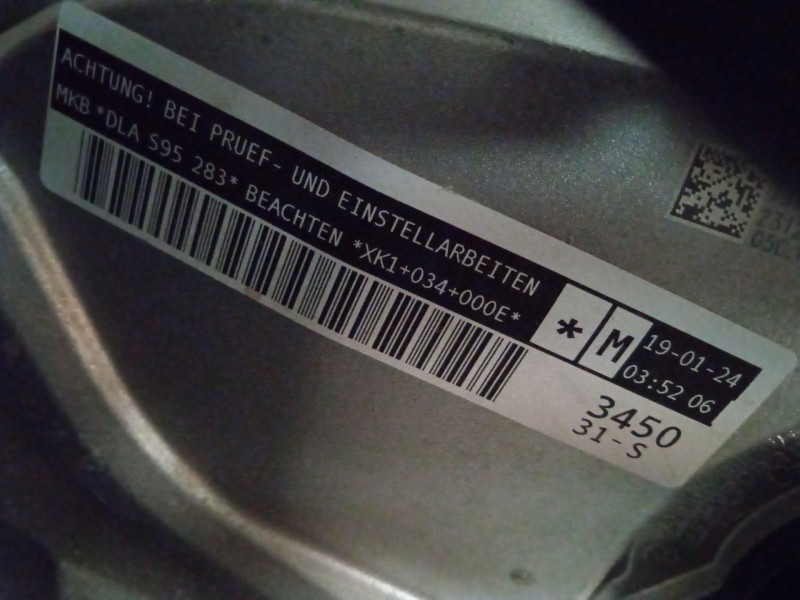 ACHTUNG! BEI PRUEF- UND EINSTELLARBEITEN
MKB *DLA S95 283* BEACHTEN *XK1+034+000E*
* M
19-01-24
03:52 06
3450
31-S